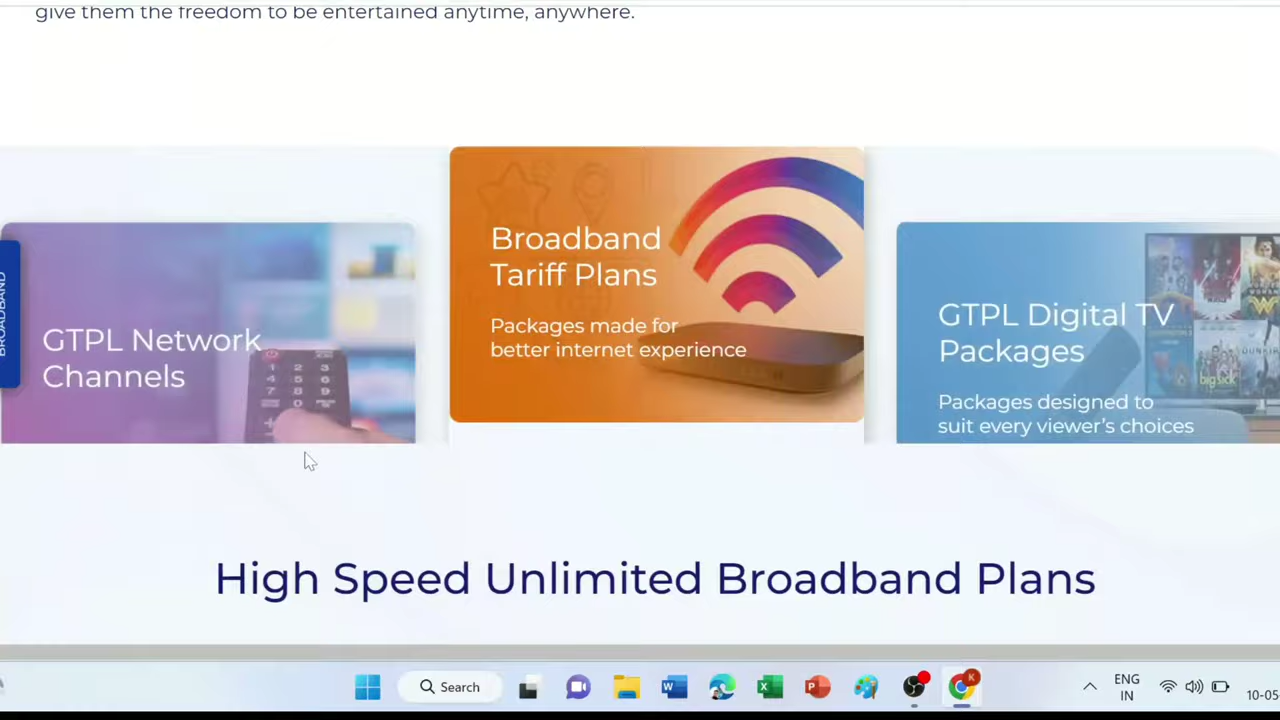 give them the freedom to be entertained anytime, anywhere.
BROADBAND
GTPL Network
Channels
Broadband
Tariff Plans
Packages made for
better internet experience
GTPL Digital TV
Packages
Packages designed to
suit every viewer's choices
High Speed Unlimited Broadband Plans
Search
ENG
IN
10-05